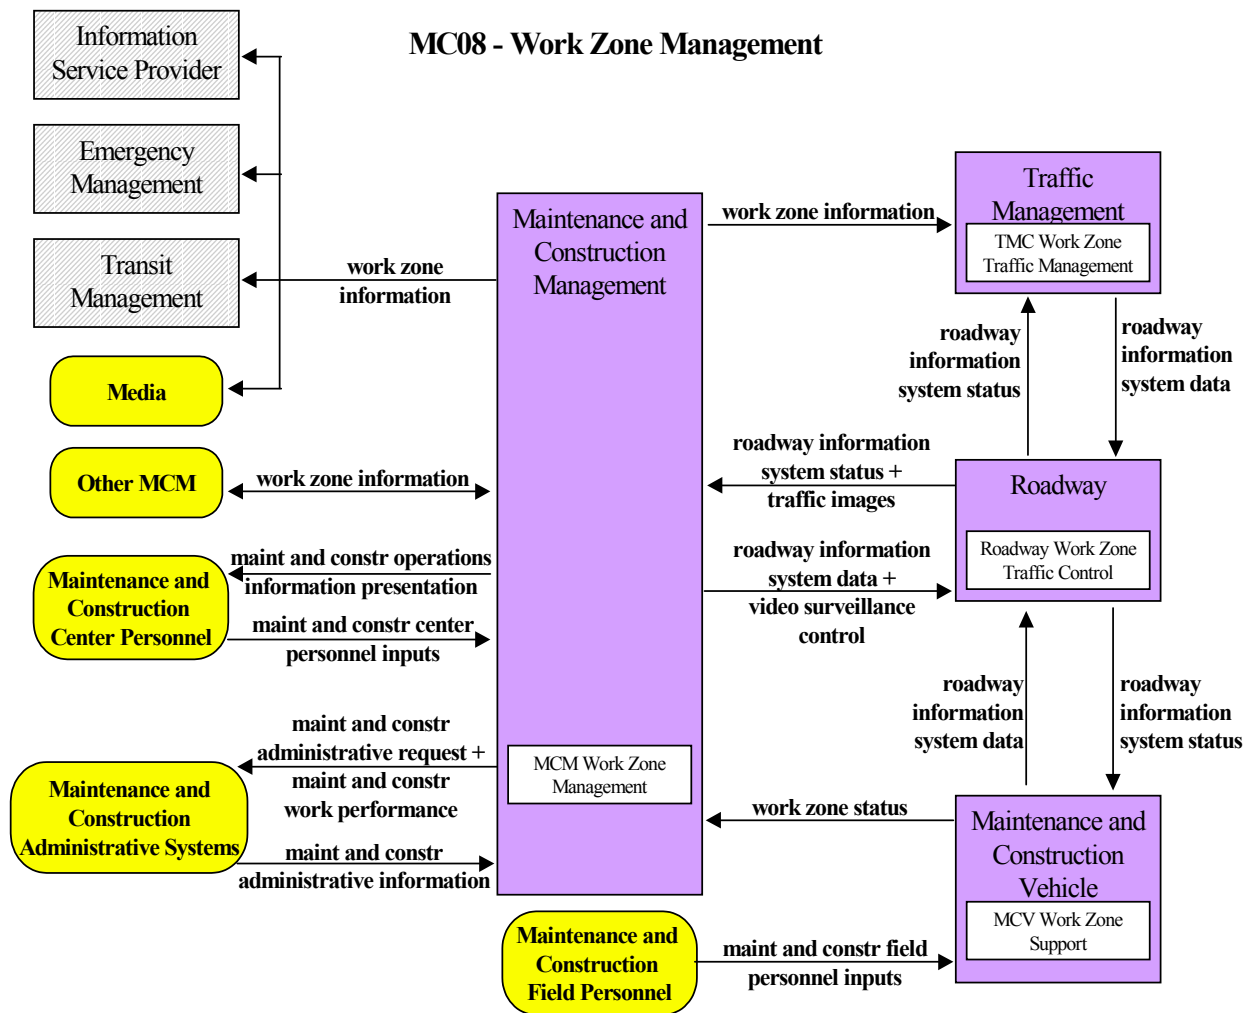 MC08 - Work Zone Management
Information
Service Provider
Emergency
Management
Transit
Management
Media
Other MCM
Maintenance and
Construction
Center Personnel
Maintenance and
Construction
Administrative Systems
work zone
information
work zone information
maint and constr operations
information presentation
maint and constr center
personnel inputs
maint and constr
administrative request +
maint and constr
work performance
maint and constr
administrative information
Maintenance and
Construction
Management
MCM Work Zone
Management
Maintenance and
Construction
Field Personnel
work zone information
roadway information
system status +
traffic images
roadway information
system data +
video surveillance
control
work zone status
maint and constr field
personnel inputs
Traffic
Management
TMC Work Zone
Traffic Management
roadway
information
system status
roadway
information
system data
Roadway
Roadway Work Zone
Traffic Control
roadway
information
system data
roadway
information
system status
Maintenance and
Construction
Vehicle
MCV Work Zone
Support